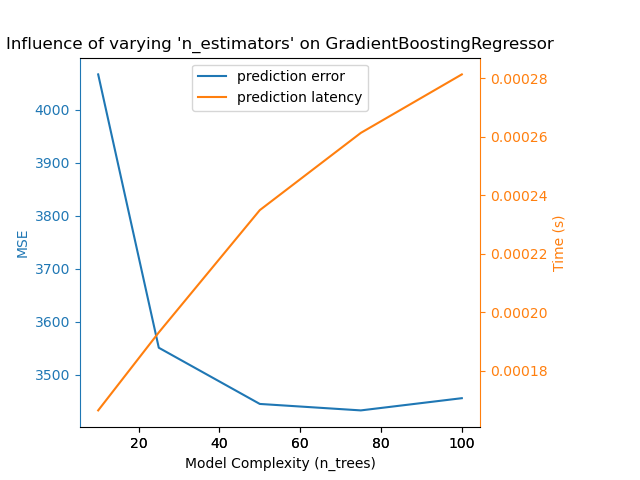 Influence of varying 'n_estimators' on GradientBoostingRegressor
prediction error
prediction latency
4000
3900
3800
3700
3600
3500
MSE
0.00028
0.00026
0.00024
0.00022
0.00020
0.00018
Time (s)
20 40 60 80 100
Model Complexity (n_trees)